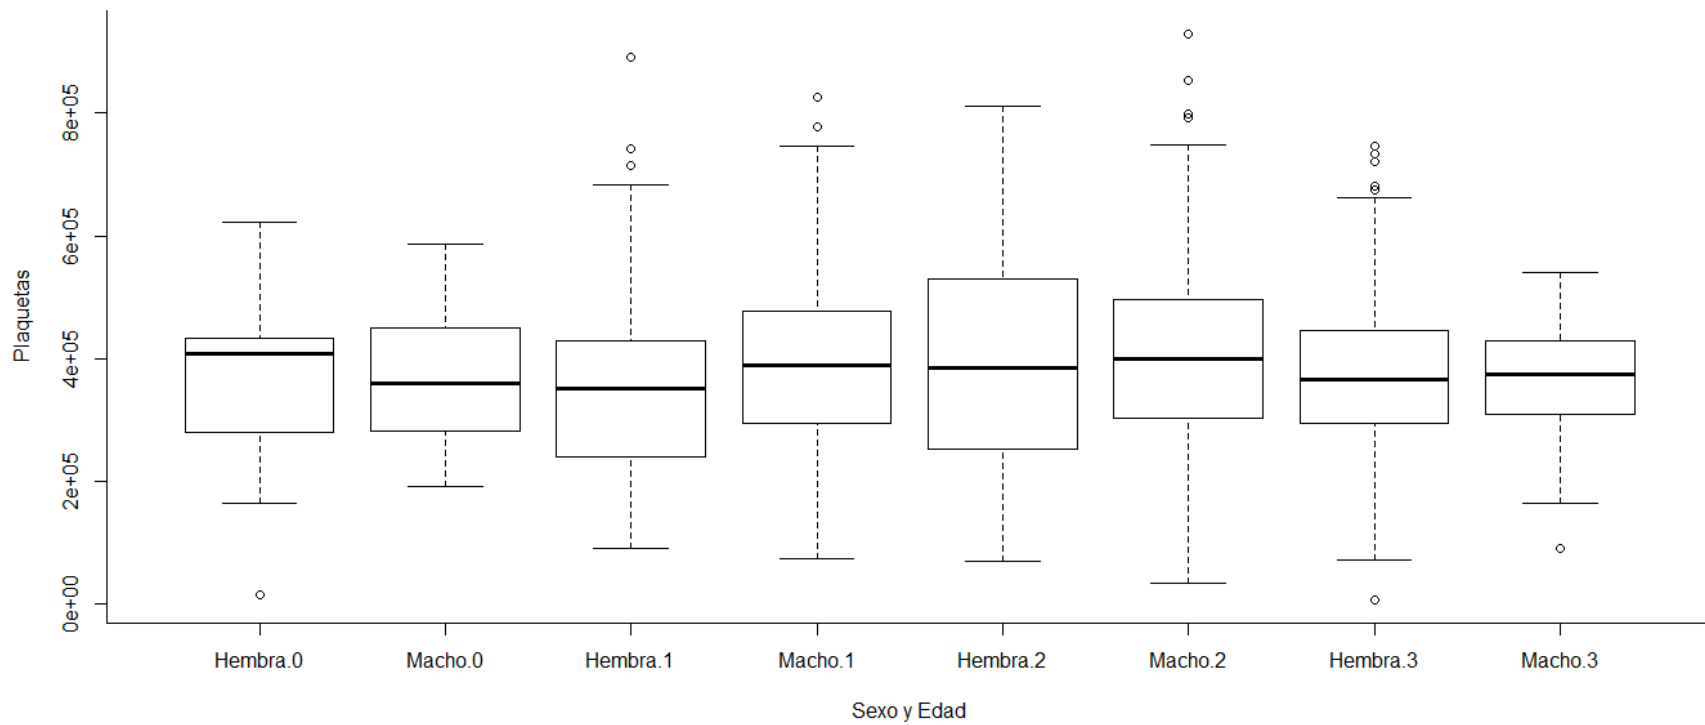 Plaquetas
8e+05
6e+05
4e+05
2e+05
0e+00
Hembra.0 Macho.0 Hembra.1 Macho.1 Hembra.2 Macho.2 Hembra.3 Macho.3
Sexo y Edad